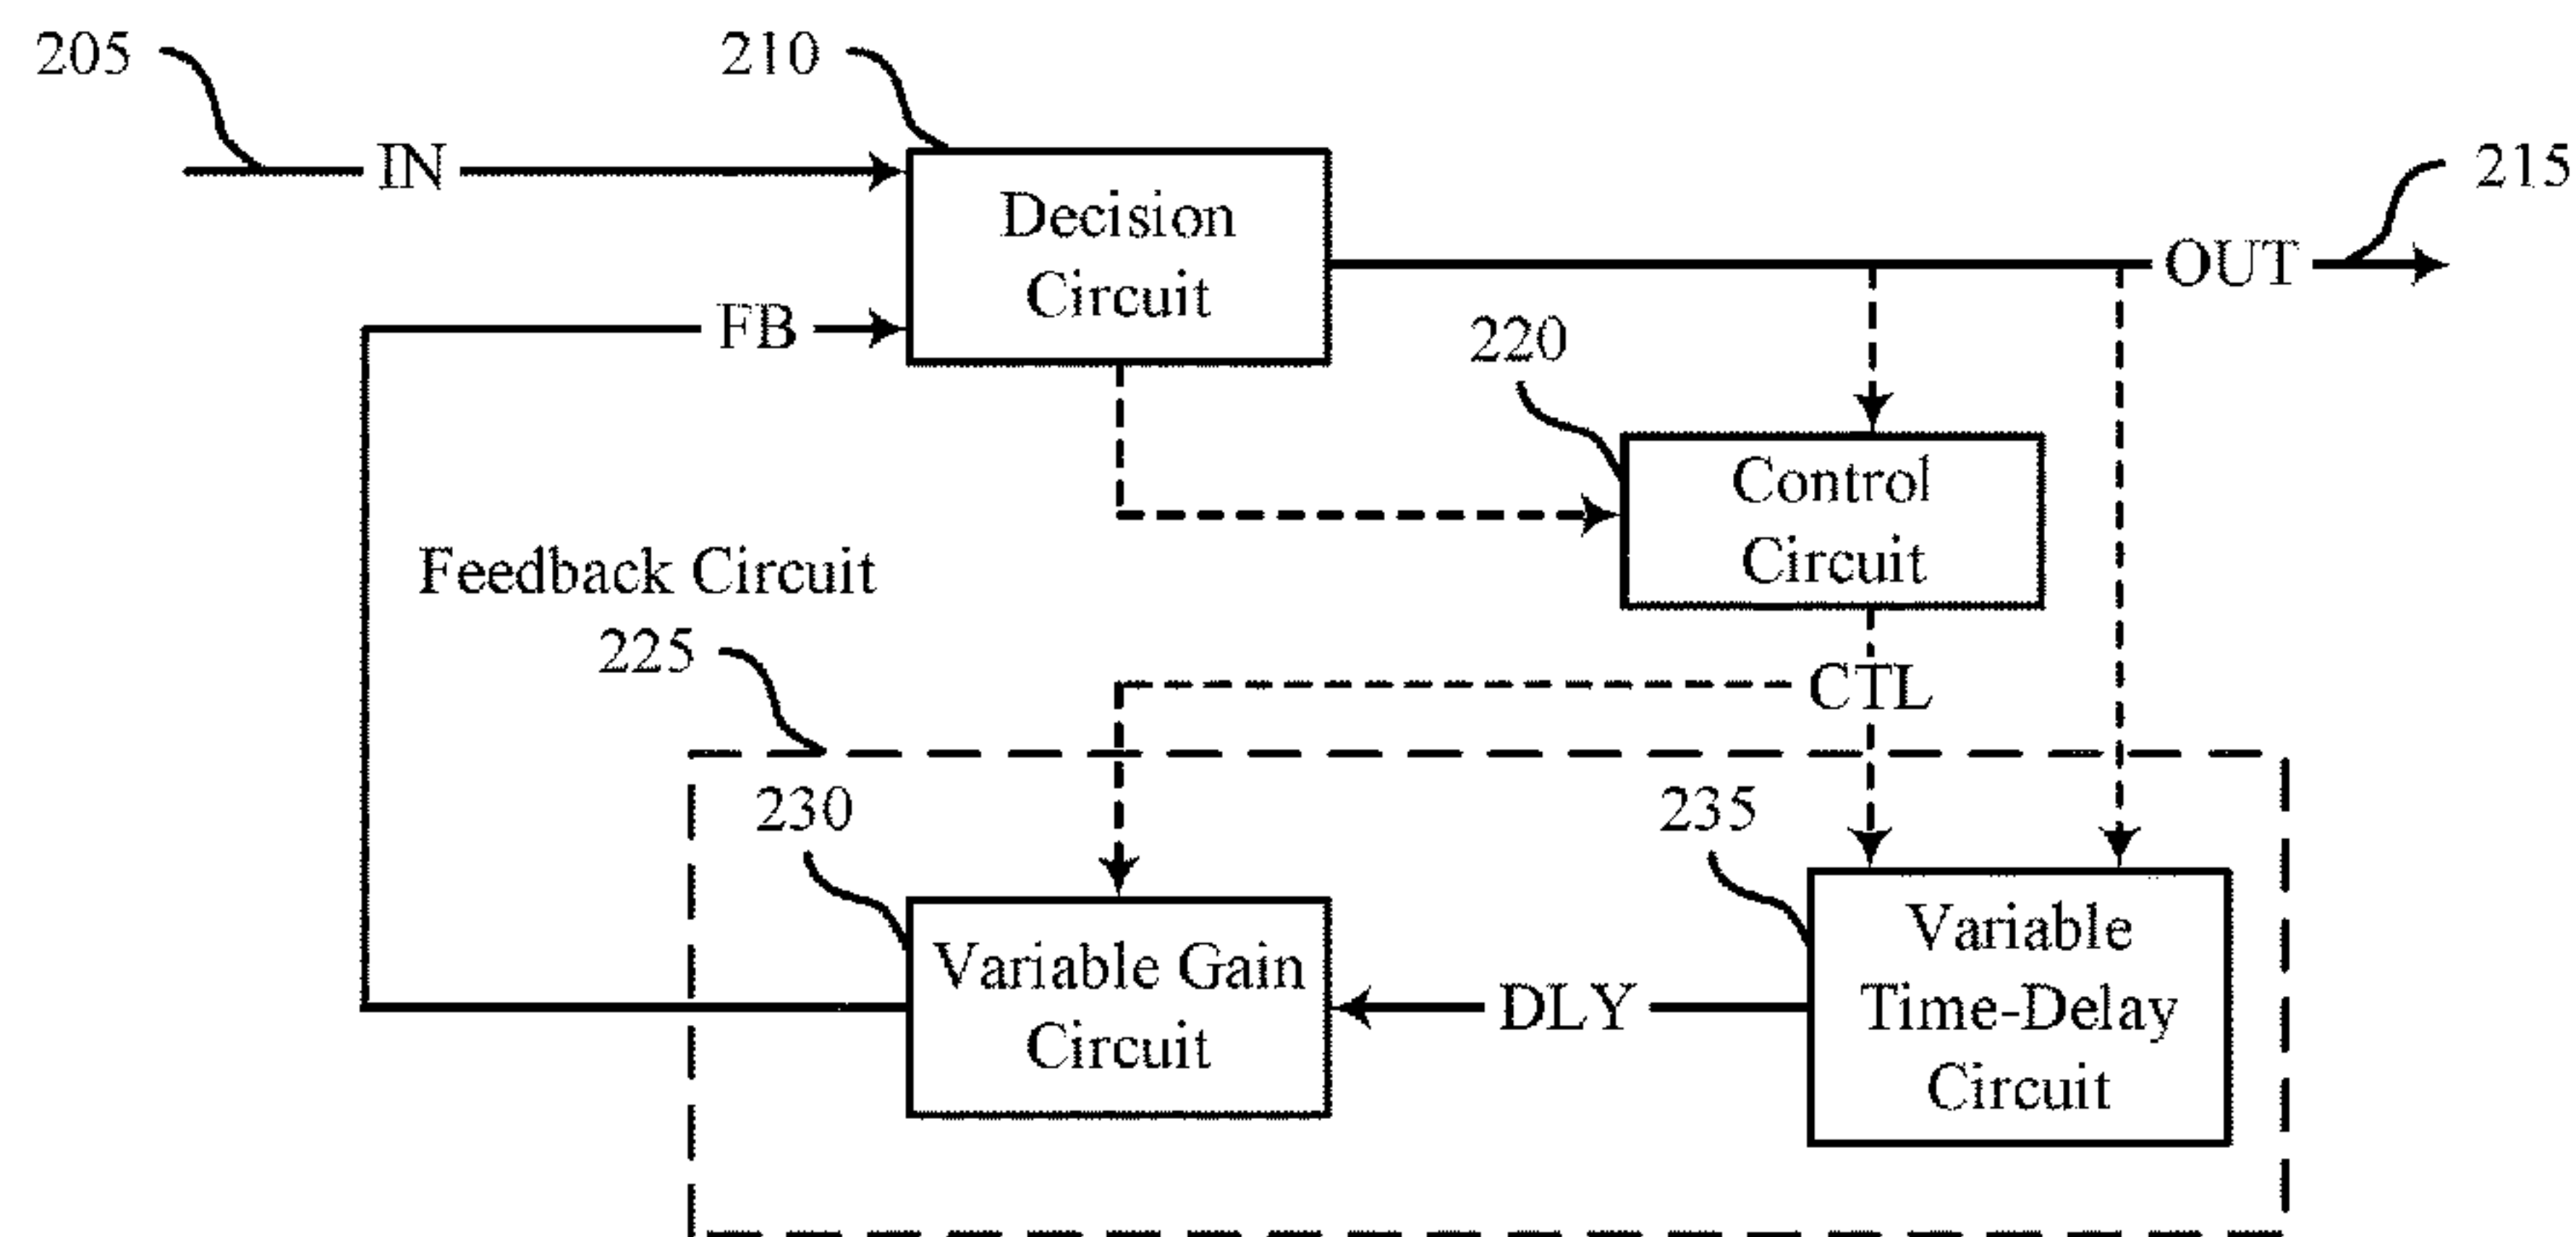 205
210
IN
215
Decision
Circuit
OUT
FB
220
Control
Circuit
Feedback Circuit
225
CTL
230
235
Variable Gain
Circuit
DLY
Variable
Time-Delay
Circuit